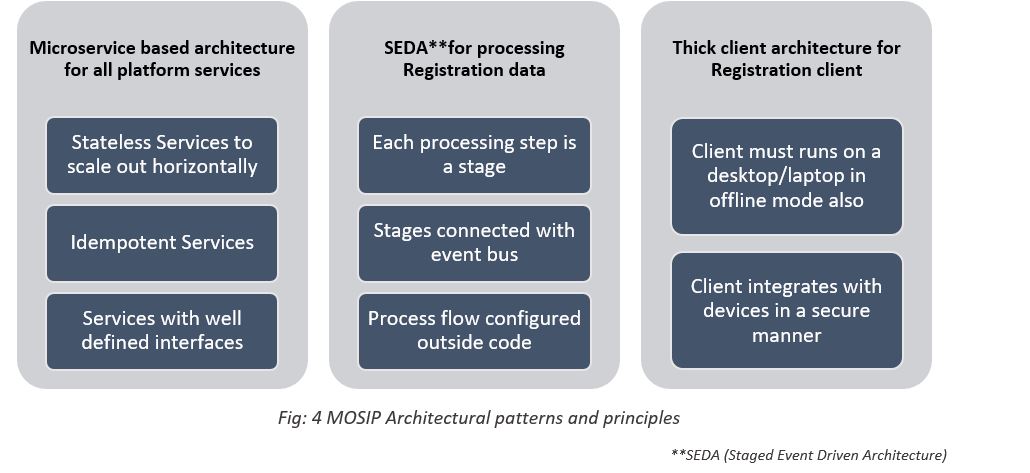 Microservice based architecture
for all platform services
Stateless Services to
scale out horizontally
Idempotent Services
Services with well
defined interfaces
SEDA**for processing
Registration data
Each processing step is
a stage
Stages connected with
event bus
Process flow configured
outside code
Thick client architecture for
Registration client
Client must runs on a
desktop/laptop in
offline mode also
Client integrates with
devices in a secure
manner
Fig: 4 MOSIP Architectural patterns and principles
**SEDA (Staged Event Driven Architecture)